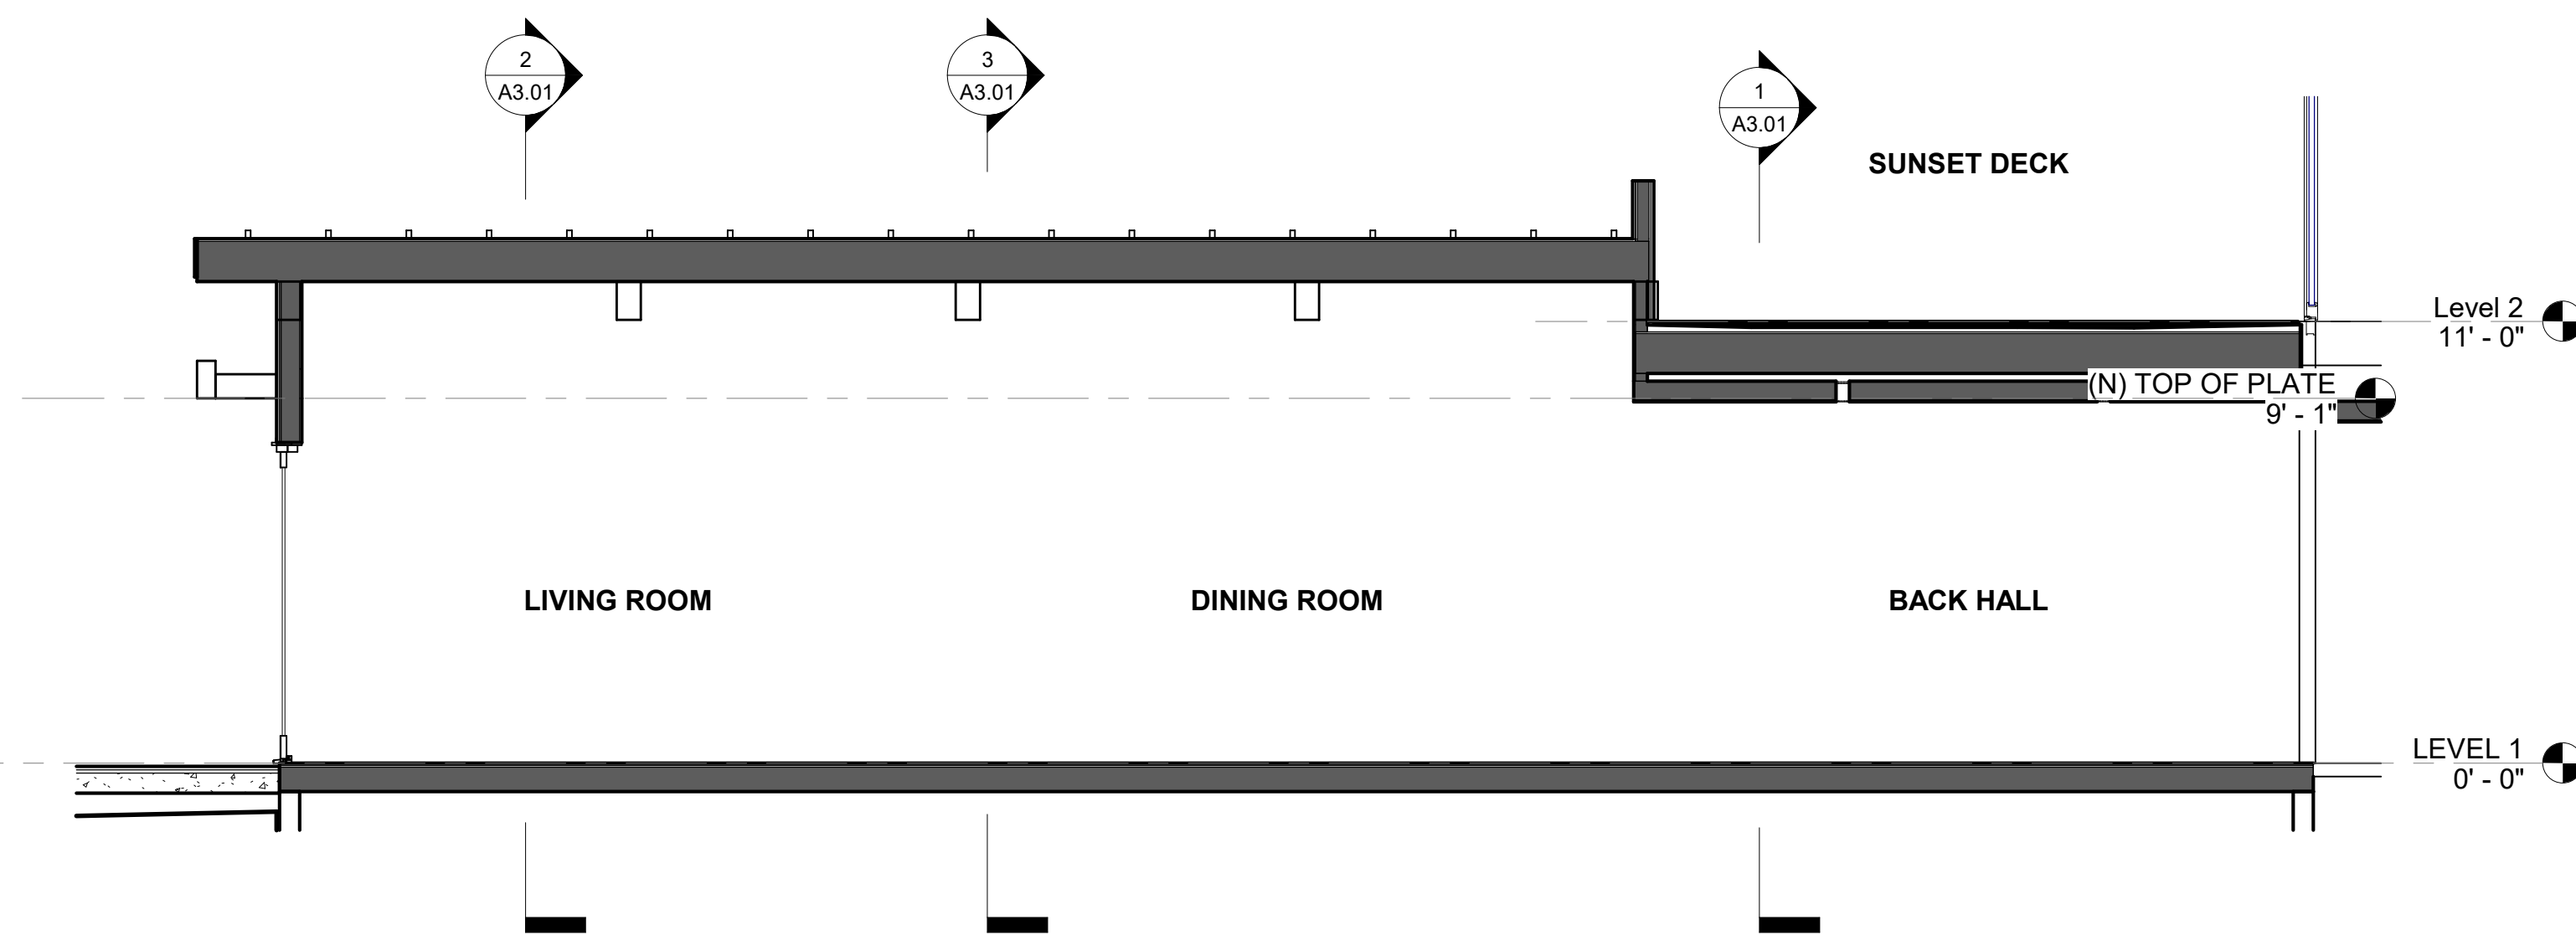 2
A3.01
3
A3.01
1
A3.01
SUNSET DECK
Level 2
11' - 0"
(N) TOP OF PLATE
9' - 1"
LIVING ROOM
DINING ROOM
BACK HALL
LEVEL 1
0' - 0"